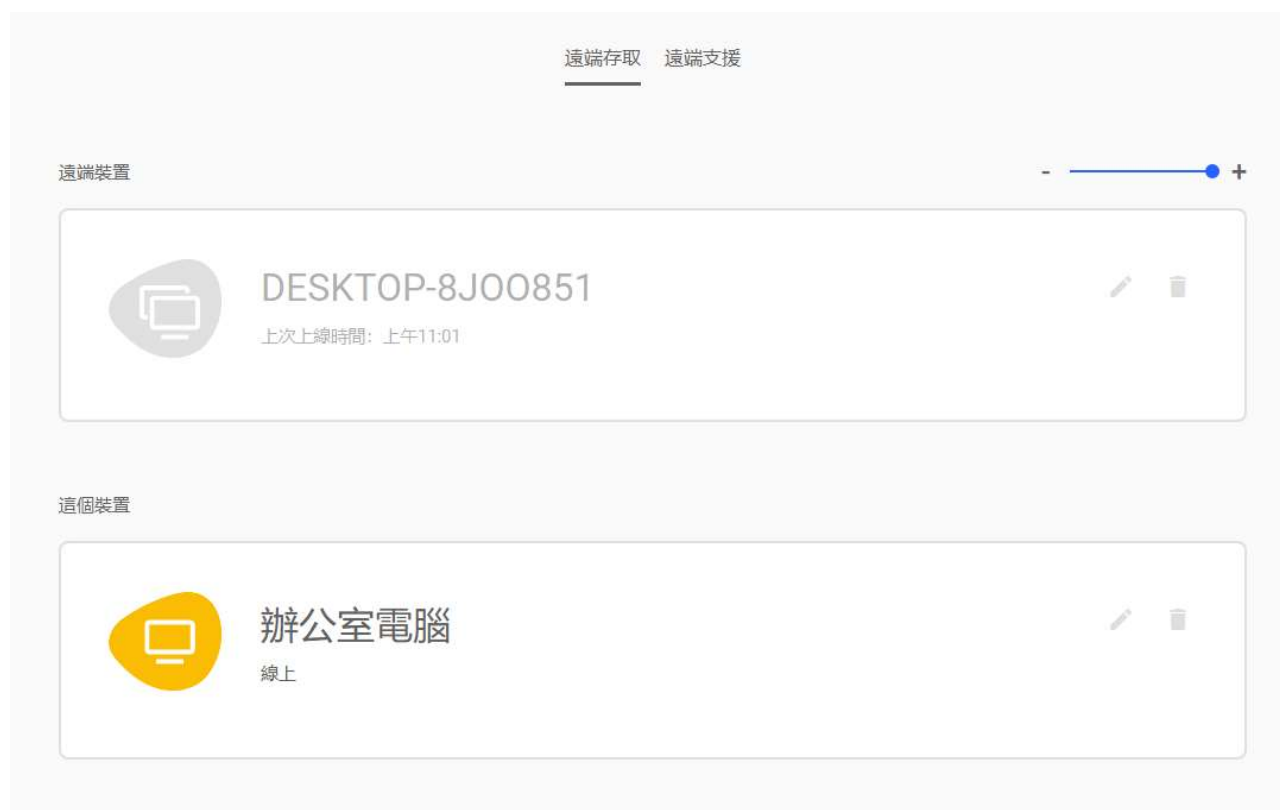 遠端存取 遠端支援
遠端裝置 - +
DESKTOP-8JOO851
上次上線時間：上午11:01
這個裝置
辦公室電腦
線上